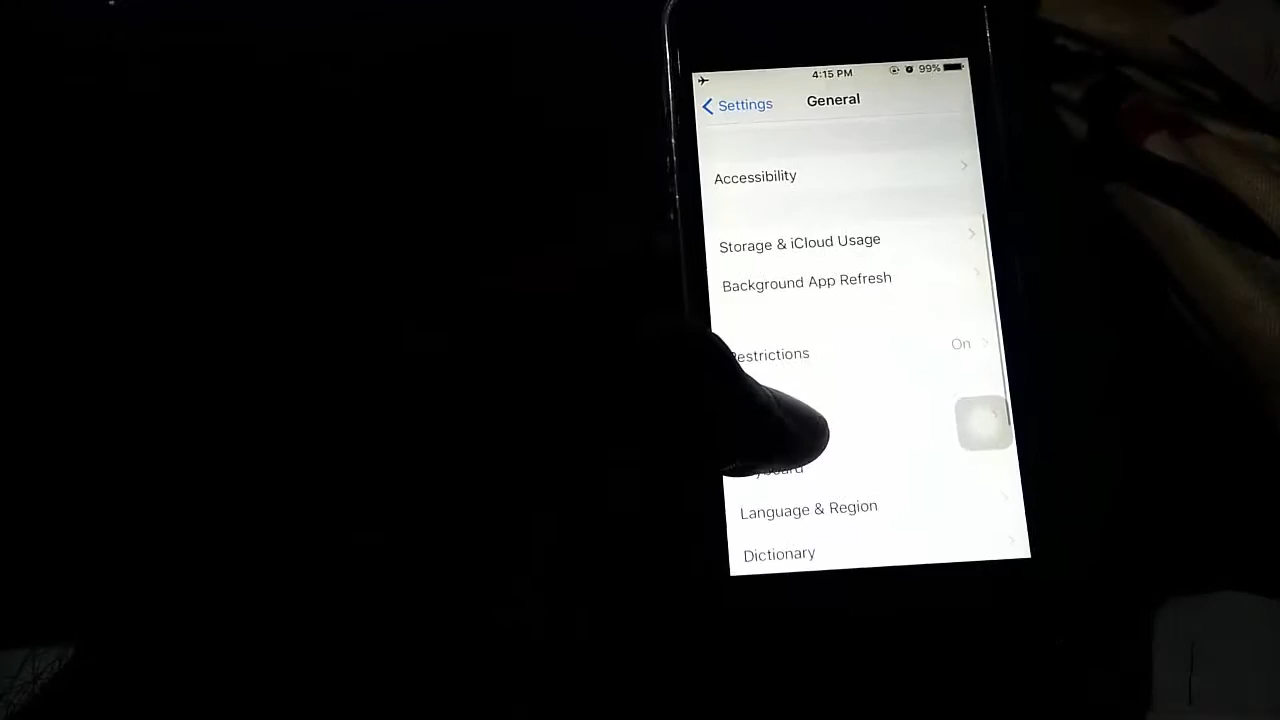 4:15 PM 99%
Settings General
Accessibility
Storage & iCloud Usage
Background App Refresh
estrictions On
Language & Region
Dictionary